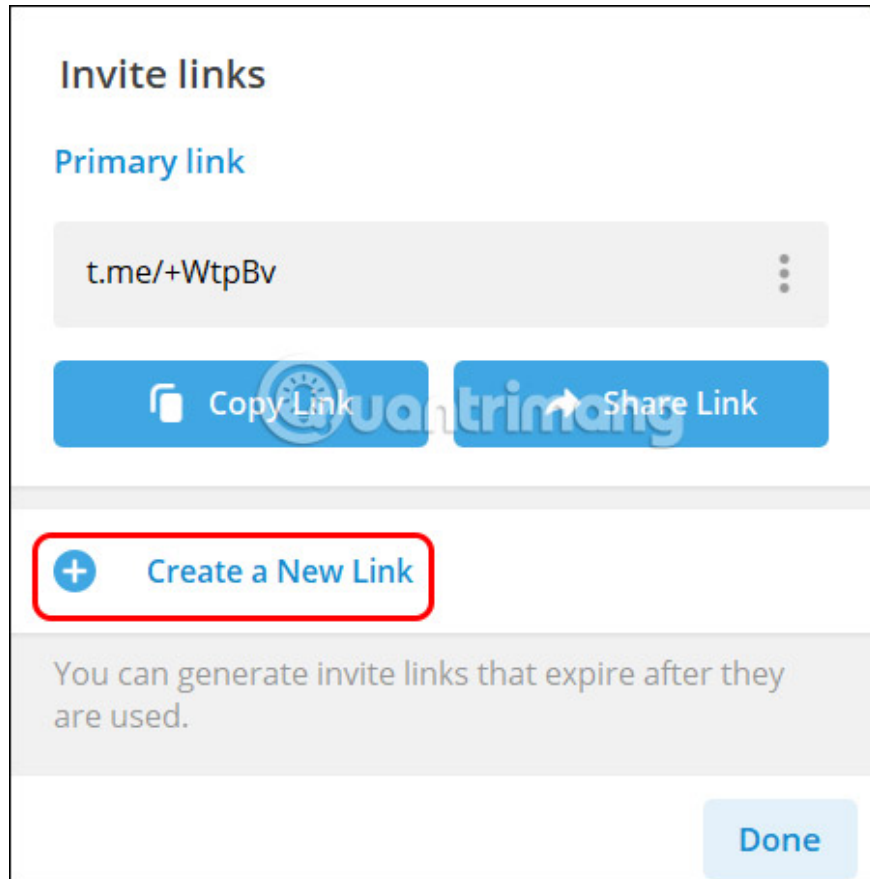 Invite links
Primary link
t.me/+WtpBv
Copy Link
Share Link
Quantrimang
Create a New Link
You can generate invite links that expire after they
are used.
Done